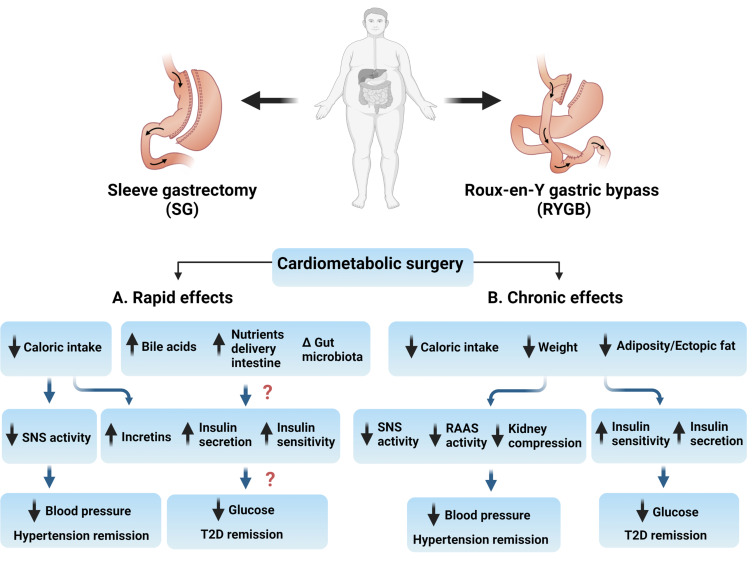 Sleeve gastrectomy
(SG)
Roux-en-Y gastric bypass
(RYGB)
Cardiometabolic surgery
A. Rapid effects
B. Chronic effects
Caloric intake
Bile acids
Nutrients
delivery
intestine
Δ Gut
microbiota
Caloric intake
Weight
Adiposity/Ectopic fat
?
SNS activity
Incretins
Insulin
secretion
Insulin
sensitivity
SNS
activity
RAAS
activity
Kidney
compression
Insulin
sensitivity
Insulin
secretion
?
Blood pressure
Hypertension remission
Glucose
T2D remission
Blood pressure
Hypertension remission
Glucose
T2D remission